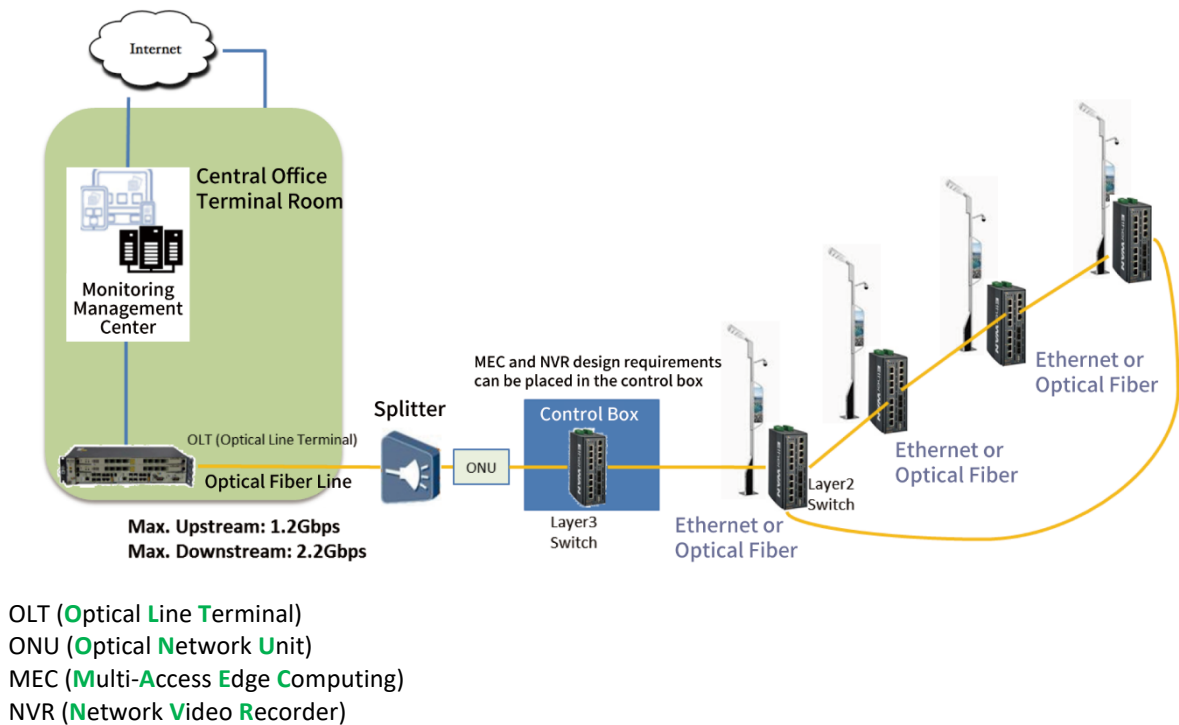 Internet
Central Office
Terminal Room
Monitoring
Management
Center
OLT (Optical Line Terminal)
Optical Fiber Line
Max. Upstream: 1.2Gbps
Max. Downstream: 2.2Gbps
Splitter
ONU
MEC and NVR design requirements
can be placed in the control box
Control Box
Layer3
Switch
Ethernet or
Optical Fiber
Layer2
Switch
Ethernet or
Optical Fiber
Ethernet or
Optical Fiber
OLT (Optical Line Terminal)
ONU (Optical Network Unit)
MEC (Multi-Access Edge Computing)
NVR (Network Video Recorder)